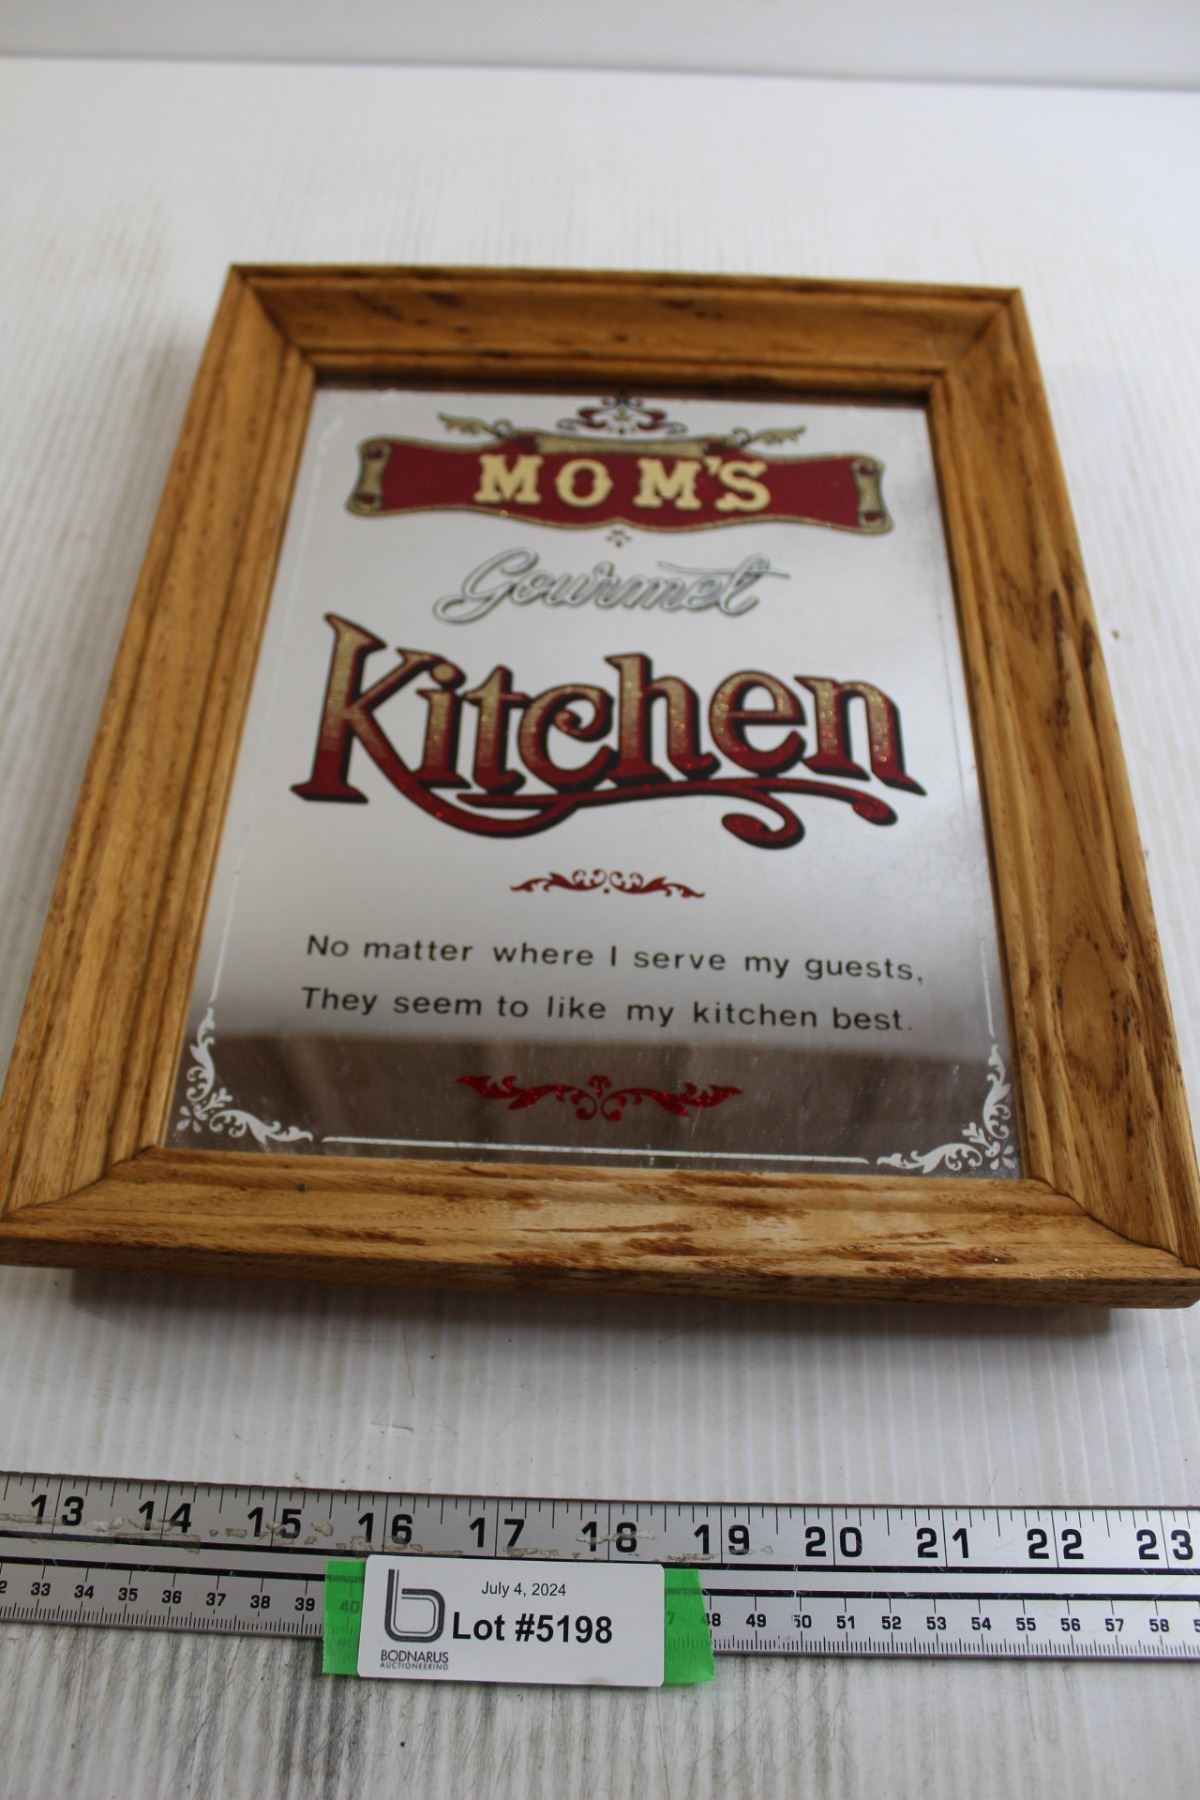 MOM'S
Gourmet
Kitchen
No matter where I serve my guests,
They seem to like my kitchen best.
13 14 15 16 17 18 19 20 21 22 23
33 34 35 36 37 38 39 40 48 49 50 51 52 53 54 55 56 57 58
July 4, 2024
Lot #5198
BODNARUS
AUCTIONEERING